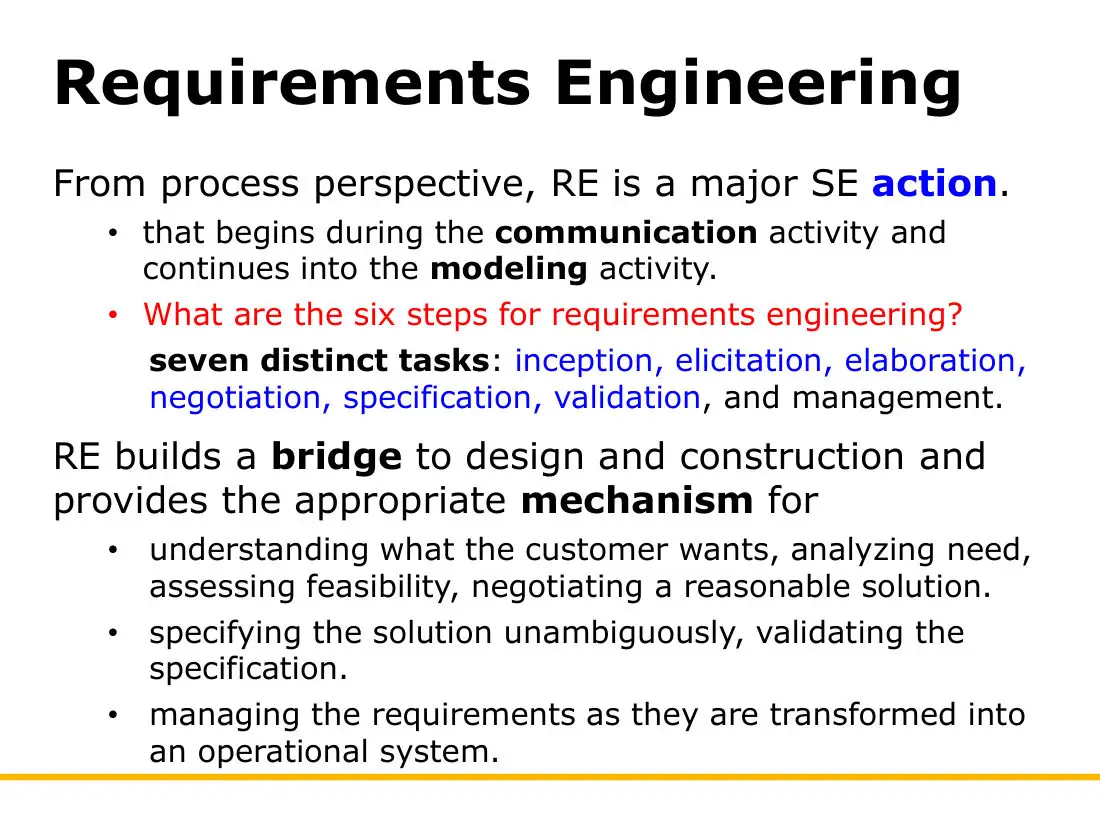 Requirements Engineering
From process perspective, RE is a major SE action.
• that begins during the communication activity and
continues into the modeling activity.
• What are the six steps for requirements engineering?
seven distinct tasks: inception, elicitation, elaboration,
negotiation, specification, validation, and management.
RE builds a bridge to design and construction and
provides the appropriate mechanism for
• understanding what the customer wants, analyzing need,
assessing feasibility, negotiating a reasonable solution.
• specifying the solution unambiguously, validating the
specification.
• managing the requirements as they are transformed into
an operational system.